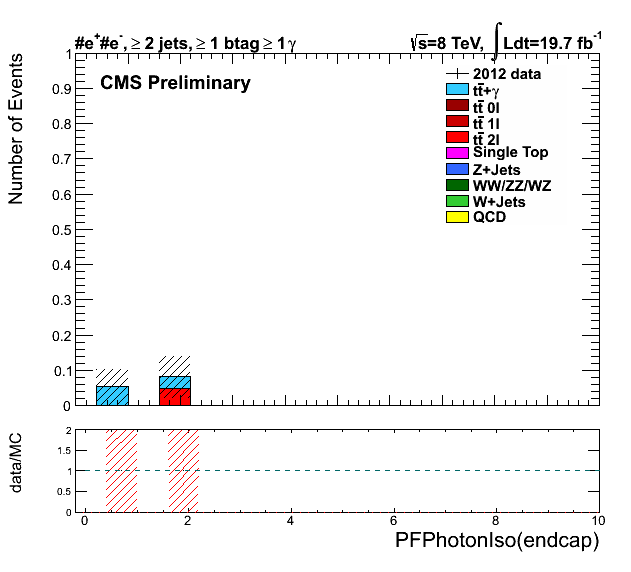 #e⁺#e⁻, ≥ 2 jets, ≥ 1 btag ≥ 1 γ
√s=8 TeV, ∫ Ldt=19.7 fb⁻¹
CMS Preliminary
2012 data
tt̅+γ
tt̅ 0l
tt̅ 1l
tt̅ 2l
Single Top
Z+Jets
WW/ZZ/WZ
W+Jets
QCD
Number of Events
1
0.9
0.8
0.7
0.6
0.5
0.4
0.3
0.2
0.1
0
data/MC
2
1.5
1
0.5
0
0 2 4 6 8 10
PFPhotonIso(endcap)